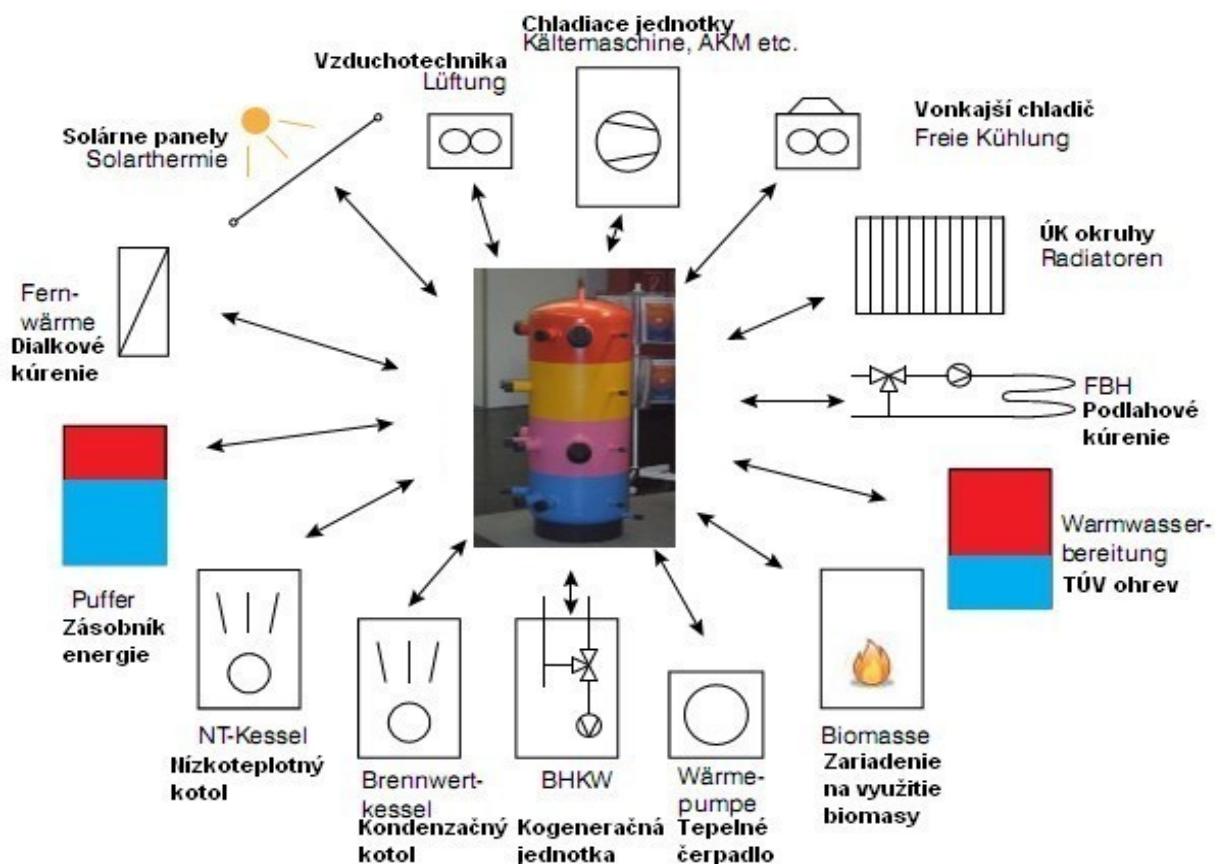 Chladiace jednotky
Kältemaschine, AKM etc.
Vzduchotechnika
Lüftung
Vonkajší chladič
Freie Kühlung
Solárne panely
Solarthermie
ÚK okruhy
Radiatoren
Fern-
wärme
Dialkové
kúrenie
FBH
Podlahové
kúrenie
Warmwasser-
bereitung
TÚV ohrev
Puffer
Zásobník
energie
NT-Kessel
Nízkoteplotný
kotol
Brennwert-
kessel
Kondenzačný
kotol
BHKW
Kogeneračná
jednotka
Wärme-
pumpe
Tepelné
čerpadlo
Biomasse
Zariadenie
na využitie
biomasy